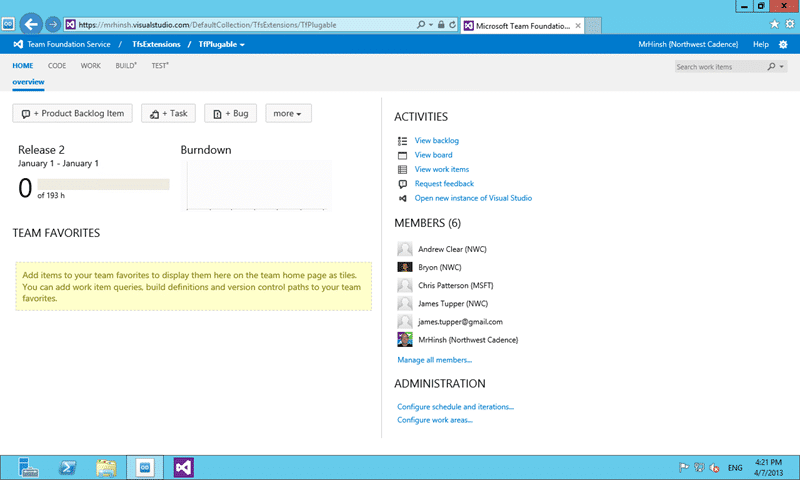 https://mrhinsh.visualstudio.com/DefaultCollection/TfsExtensions/TfPlugable
Microsoft Team Foundatio...
Team Foundation Service / TfsExtensions / TfPlugable
MrHinsh {Northwest Cadence} Help
HOME CODE WORK BUILD+ TEST+
Search work items
overview
+ Product Backlog Item + Task + Bug more
Release 2
January 1 - January 1
0
of 193 h
Burndown
TEAM FAVORITES
Add items to your team favorites to display them here on the team home page as tiles.
You can add work item queries, build definitions and version control paths to your team
favorites.
ACTIVITIES
View backlog
View board
View work items
Request feedback
Open new instance of Visual Studio
MEMBERS (6)
Andrew Clear (NWC)
Bryon (NWC)
Chris Patterson (MSFT)
James Tupper (NWC)
james.tupper@gmail.com
MrHinsh {Northwest Cadence}
Manage all members...
ADMINISTRATION
Configure schedule and iterations...
Configure work areas...
ENG
4:21 PM
4/7/2013